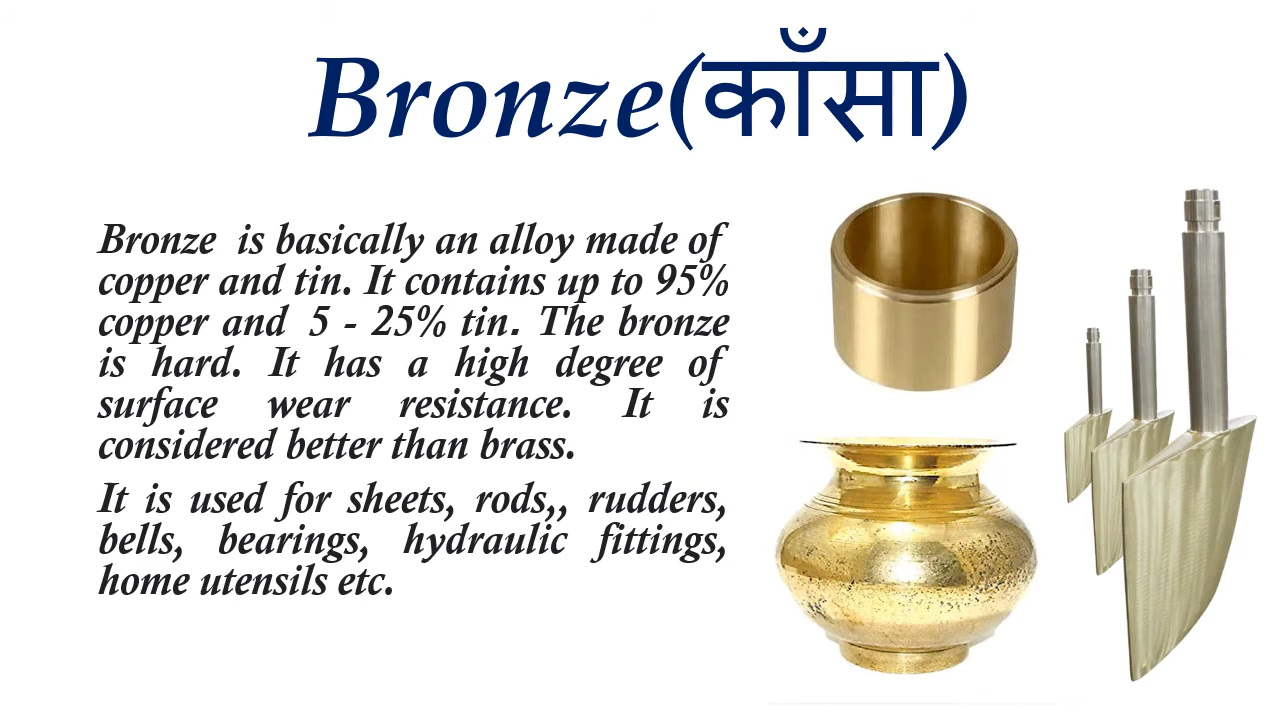 Bronze(काँसा)
Bronze is basically an alloy made of
copper and tin. It contains up to 95%
copper and 5 - 25% tin. The bronze
is hard. It has a high degree of
surface wear resistance. It is
considered better than brass.
It is used for sheets, rods,, rudders,
bells, bearings, hydraulic fittings,
home utensils etc.